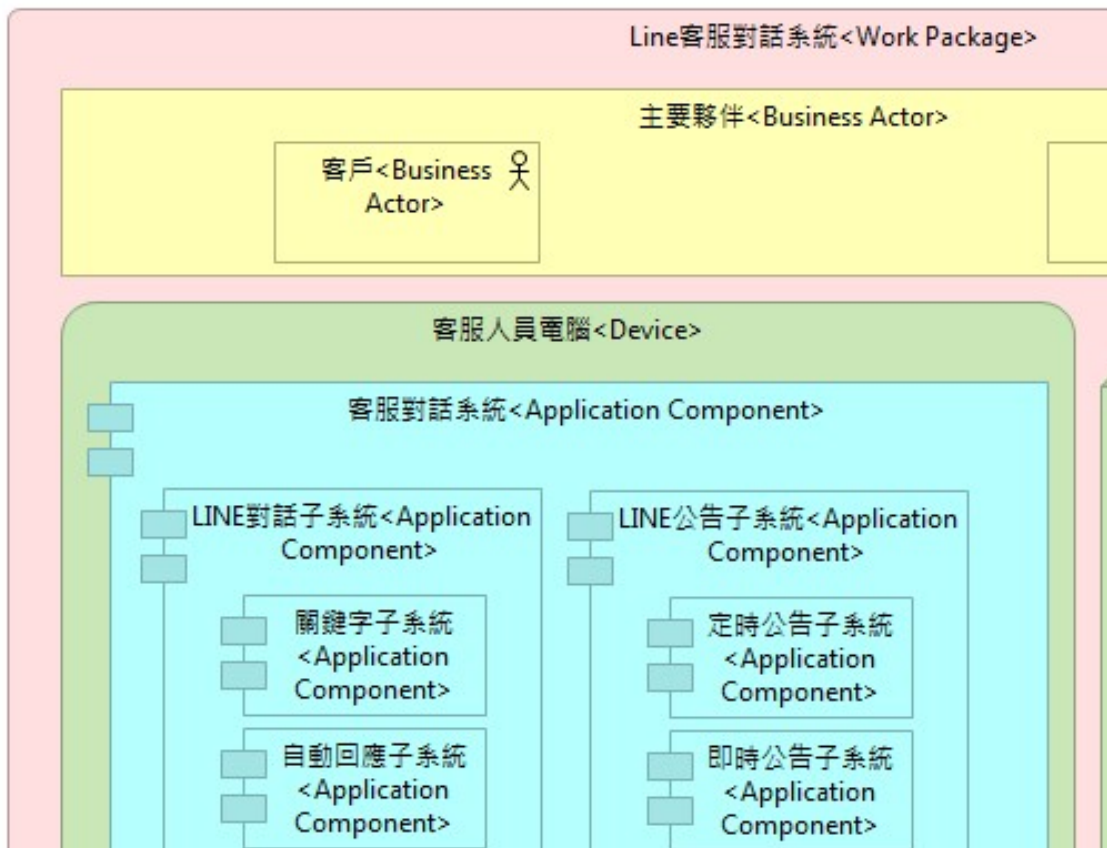 Line客服對話系統<Work Package>
主要夥伴<Business Actor>
客戶<Business
Actor>
客服人員電腦<Device>
客服對話系統<Application Component>
LINE對話子系統<Application
Component>
關鍵字子系統
<Application
Component>
自動回應子系統
<Application
Component>
LINE公告子系統<Application
Component>
定時公告子系統
<Application
Component>
即時公告子系統
<Application
Component>